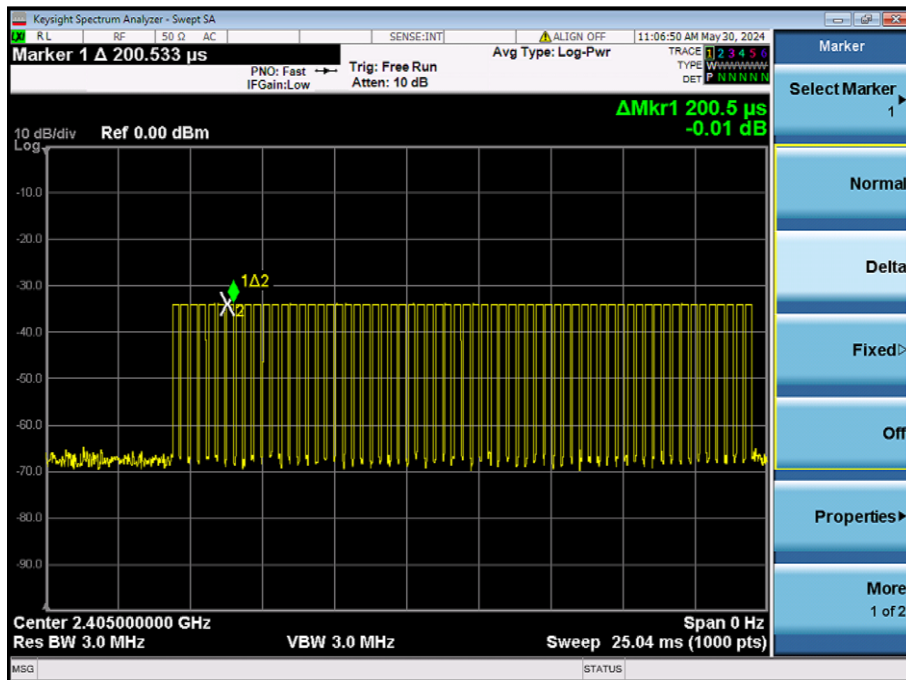 Keysight Spectrum Analyzer - Swept SA
RL RF 50 Ω AC SENSE:INT ALIGN OFF 11:06:50 AM May 30, 2024
Marker 1 Δ 200.533 µs
PNO: Fast
IFGain:Low
Trig: Free Run
Atten: 10 dB
Avg Type: Log-Pwr
TRACE 1 2 3 4 5 6
TYPE WWWWWW
DET P N N N N N
ΔMkr1 200.5 µs
-0.01 dB
10 dB/div Ref 0.00 dBm
Log
-10.0
-20.0
-30.0
-40.0
-50.0
-60.0
-70.0
-80.0
-90.0
1Δ2
2
Center 2.405000000 GHz Span 0 Hz
Res BW 3.0 MHz VBW 3.0 MHz Sweep 25.04 ms (1000 pts)
MSG STATUS
Marker
Select Marker
1
Normal
Delta
Fixed
Off
Properties
More
1 of 2